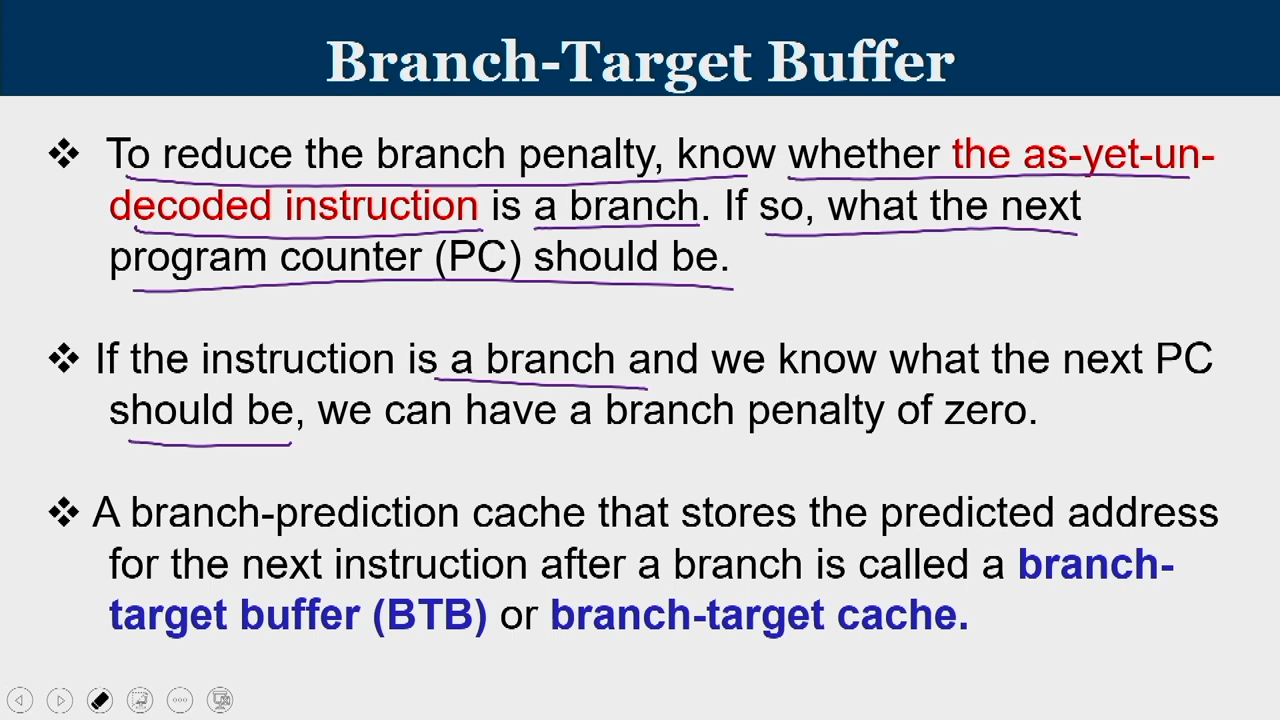 Branch-Target Buffer
❖ To reduce the branch penalty, know whether the as-yet-un-
decoded instruction is a branch. If so, what the next
program counter (PC) should be.
❖ If the instruction is a branch and we know what the next PC
should be, we can have a branch penalty of zero.
❖ A branch-prediction cache that stores the predicted address
for the next instruction after a branch is called a branch-
target buffer (BTB) or branch-target cache.